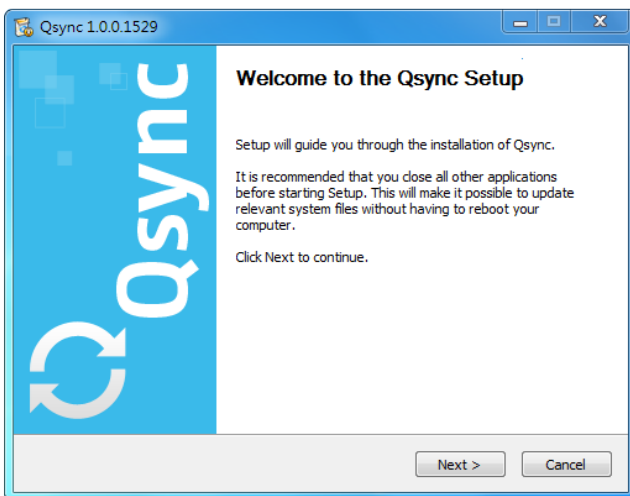 Qsync 1.0.0.1529
Qsync
Welcome to the Qsync Setup
Setup will guide you through the installation of Qsync.
It is recommended that you close all other applications
before starting Setup. This will make it possible to update
relevant system files without having to reboot your
computer.
Click Next to continue.
Next >
Cancel